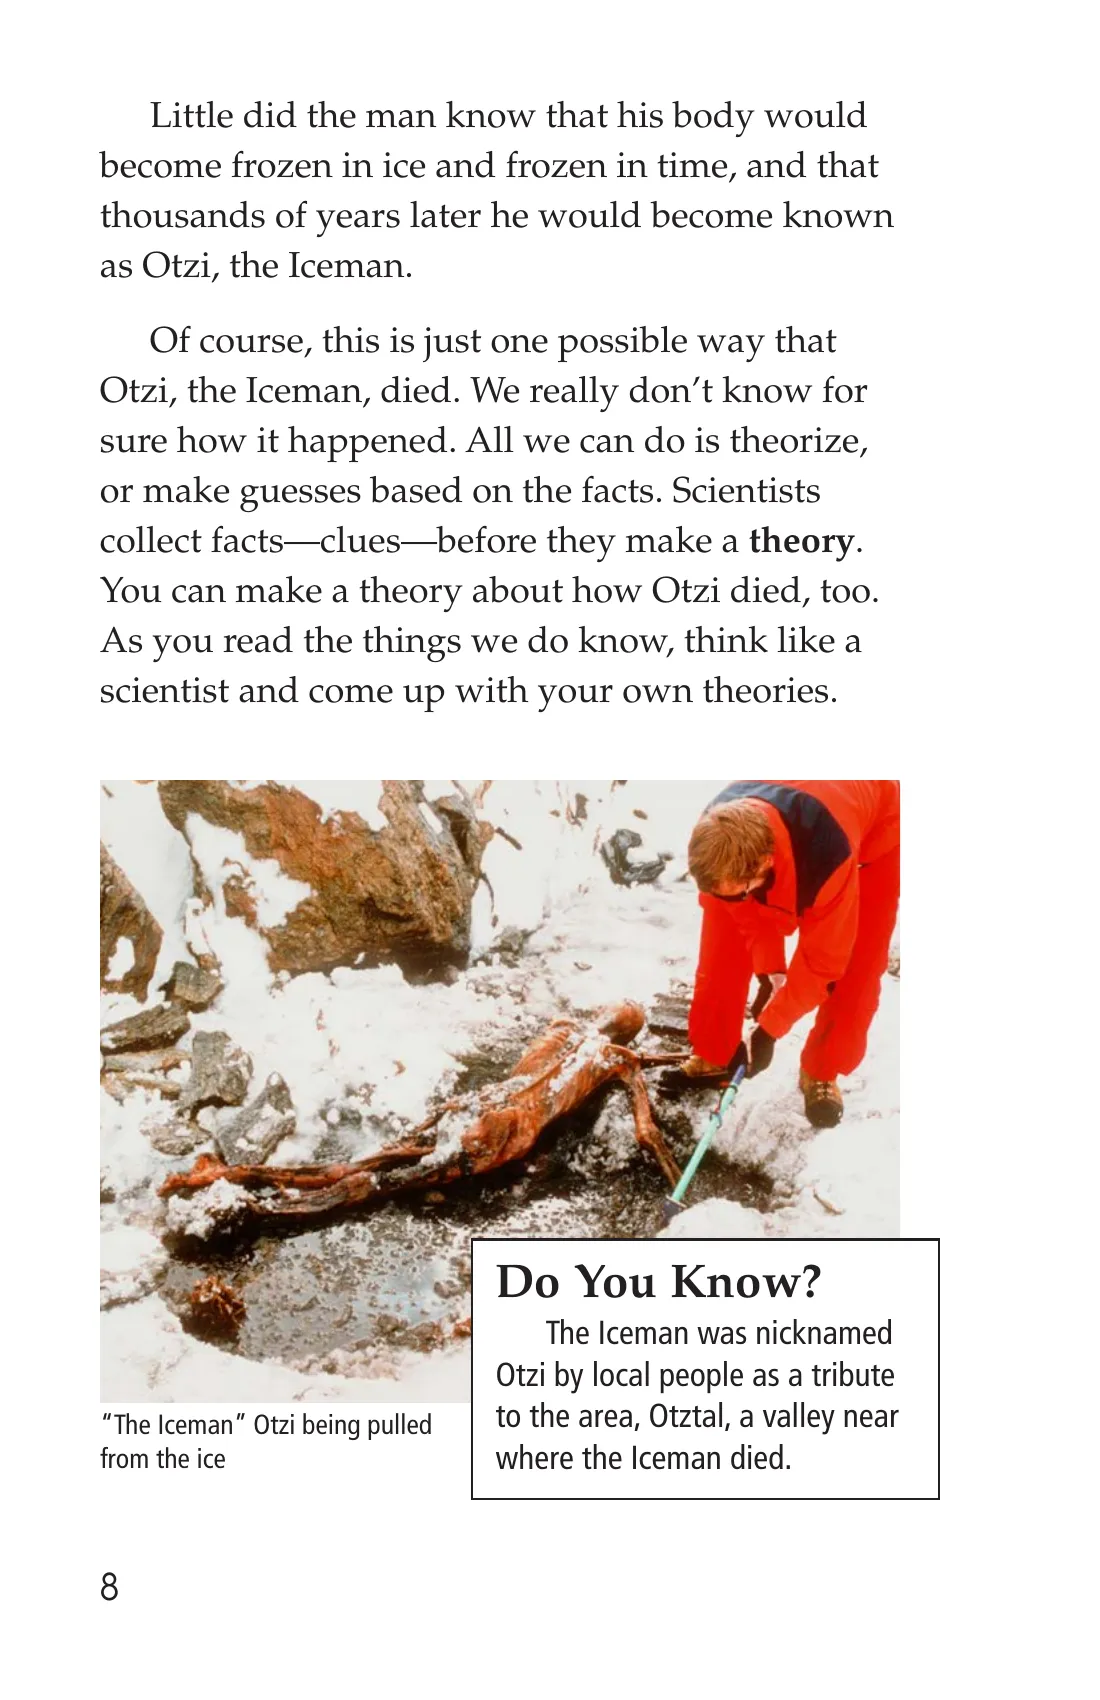 Little did the man know that his body would
become frozen in ice and frozen in time, and that
thousands of years later he would become known
as Otzi, the Iceman.
Of course, this is just one possible way that
Otzi, the Iceman, died. We really don’t know for
sure how it happened. All we can do is theorize,
or make guesses based on the facts. Scientists
collect facts—clues—before they make a theory.
You can make a theory about how Otzi died, too.
As you read the things we do know, think like a
scientist and come up with your own theories.
“The Iceman” Otzi being pulled
from the ice
Do You Know?
The Iceman was nicknamed
Otzi by local people as a tribute
to the area, Otztal, a valley near
where the Iceman died.
8